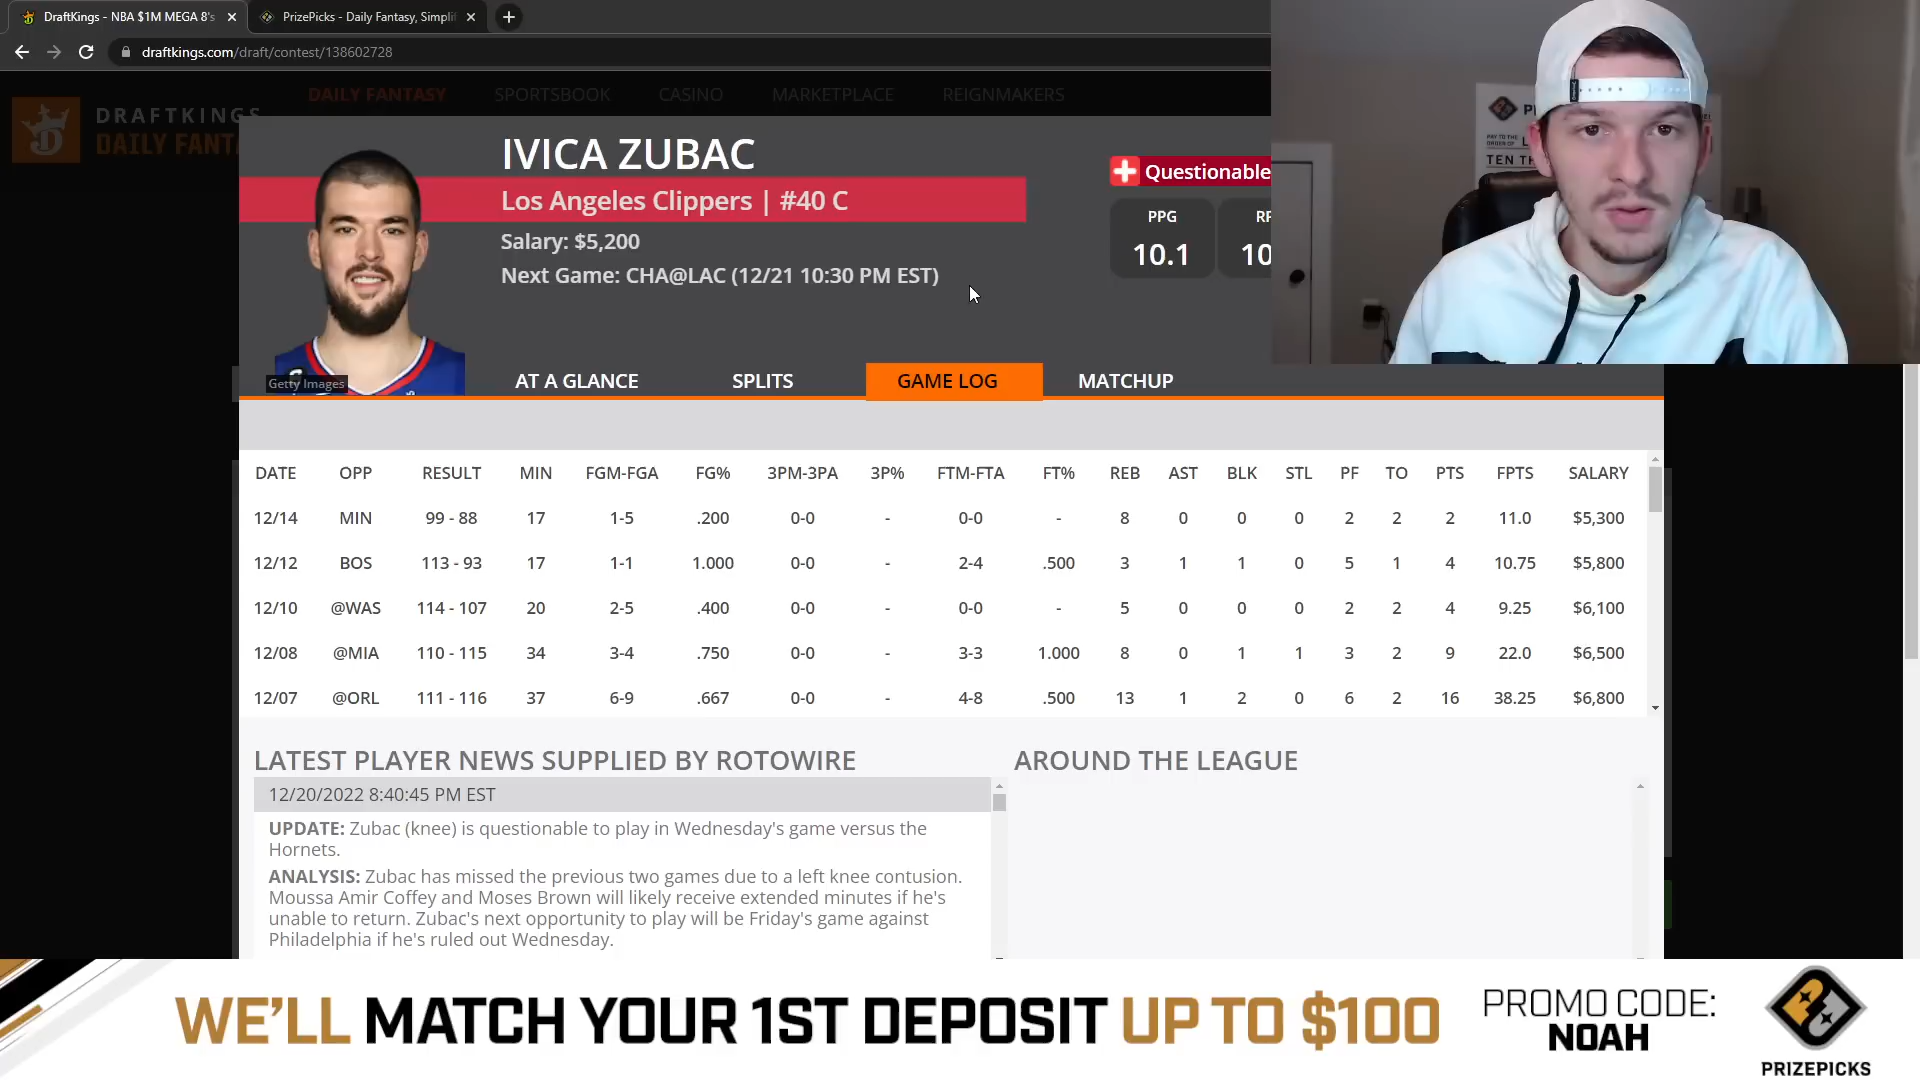 DraftKings - NBA $1M MEGA 8's
PrizePicks - Daily Fantasy, Simplifi
draftkings.com/draft/contest/138602728
DAILY FANTASY SPORTSBOOK CASINO MARKETPLACE REIGNMAKERS
DRAFTKINGS
DAILY FANTA
IVICA ZUBAC
Los Angeles Clippers | #40 C
Salary: $5,200
Next Game: CHA@LAC (12/21 10:30 PM EST)
Questionable
PPG
10.1
10
PAY TO THE
ORDER OF
TEN
Getty Images
AT A GLANCE SPLITS GAME LOG MATCHUP
DATE OPP RESULT MIN FGM-FGA FG% 3PM-3PA 3P% FTM-FTA FT% REB AST BLK STL PF TO PTS FPTS SALARY
12/14 MIN 99 - 88 17 1-5 .200 0-0 - 0-0 - 8 0 0 0 2 2 2 11.0 $5,300
12/12 BOS 113 - 93 17 1-1 1.000 0-0 - 2-4 .500 3 1 1 0 5 1 4 10.75 $5,800
12/10 @WAS 114 - 107 20 2-5 .400 0-0 - 0-0 - 5 0 0 0 2 2 4 9.25 $6,100
12/08 @MIA 110 - 115 34 3-4 .750 0-0 - 3-3 1.000 8 0 1 1 3 2 9 22.0 $6,500
12/07 @ORL 111 - 116 37 6-9 .667 0-0 - 4-8 .500 13 1 2 0 6 2 16 38.25 $6,800
LATEST PLAYER NEWS SUPPLIED BY ROTOWIRE
12/20/2022 8:40:45 PM EST
UPDATE: Zubac (knee) is questionable to play in Wednesday's game versus the
Hornets.
ANALYSIS: Zubac has missed the previous two games due to a left knee contusion.
Moussa Amir Coffey and Moses Brown will likely receive extended minutes if he's
unable to return. Zubac's next opportunity to play will be Friday's game against
Philadelphia if he's ruled out Wednesday.
AROUND THE LEAGUE
WE'LL MATCH YOUR 1ST DEPOSIT UP TO $100
PROMO CODE:
NOAH
PRIZEPICKS